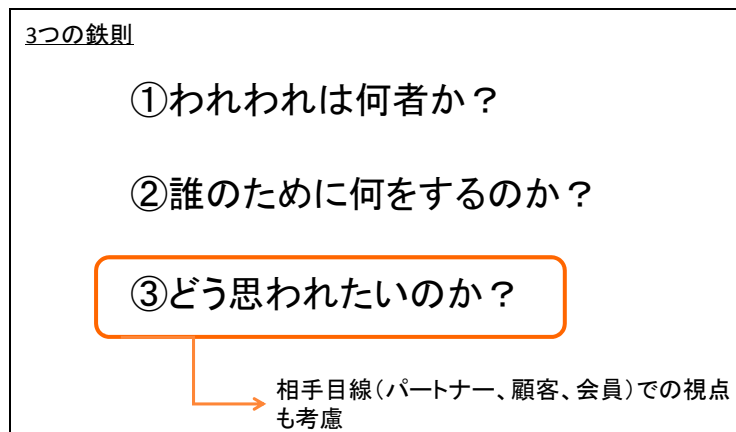 3つの鉄則
①われわれは何者か？
②誰のために何をするのか？
③どう思われたいのか？
相手目線（パートナー、顧客、会員）での視点
も考慮